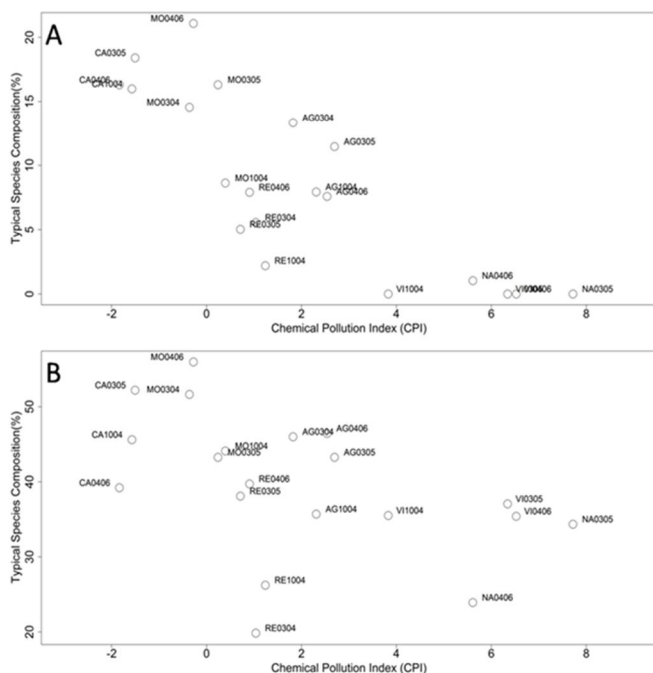 A
MO0406
CA0305
CA0406
CA1004
MO0305
MO0304
AG0304
AG0305
MO1004
RE0406
AG1004
AG0406
RE0304
RE0305
RE1004
VI1004
NA0406
NA0305
20
15
10
5
0
-2 0 2 4 6 8
Typical Species Composition(%)
Chemical Pollution Index (CPI)
B
MO0406
CA0305
MO0304
CA1004
MO1004
MO0305
AG0304
AG0406
AG0305
CA0406
RE0406
RE0305
AG1004
VI1004
VI0305
VI0406
NA0305
RE1004
NA0406
RE0304
50
40
30
20
-2 0 2 4 6 8
Typical Species Composition(%)
Chemical Pollution Index (CPI)